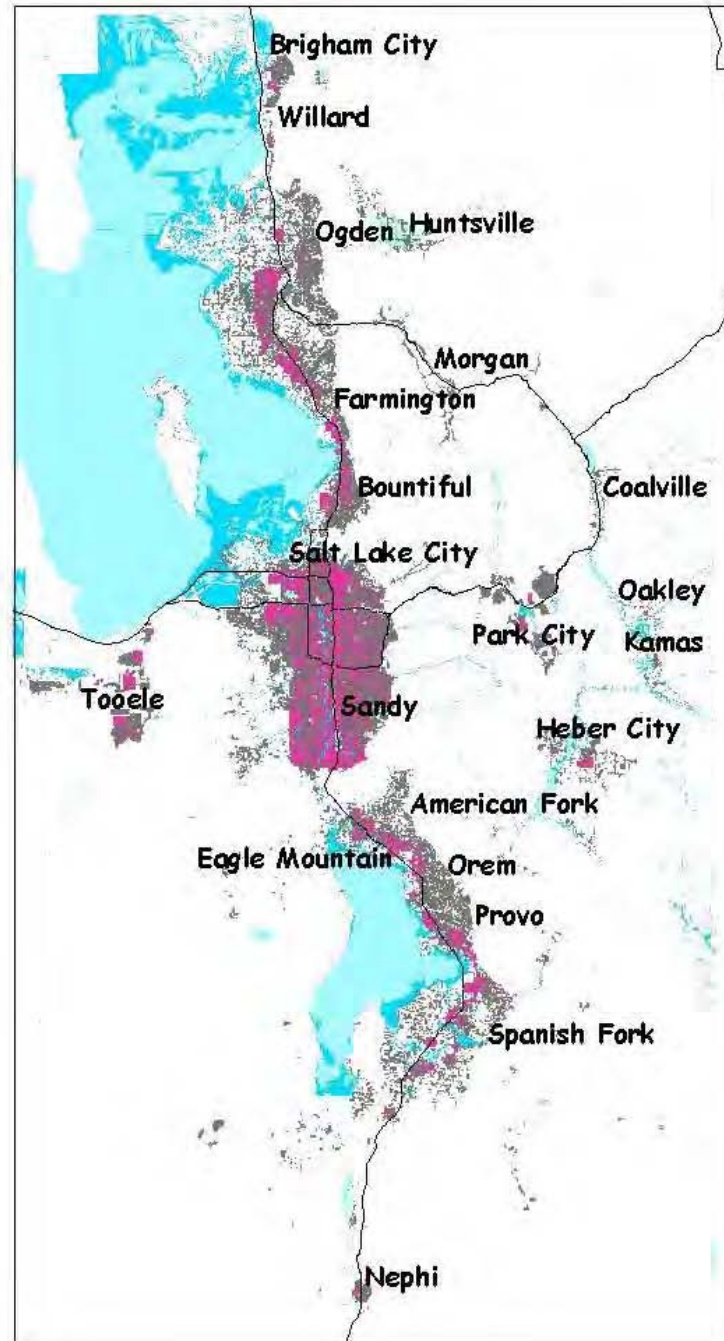 Brigham City
Willard
Ogden
Huntsville
Morgan
Farmington
Bountiful
Coalville
Salt Lake City
Oakley
Park City
Kamas
Tooele
Sandy
Heber City
American Fork
Eagle Mountain
Orem
Provo
Spanish Fork
Nephi